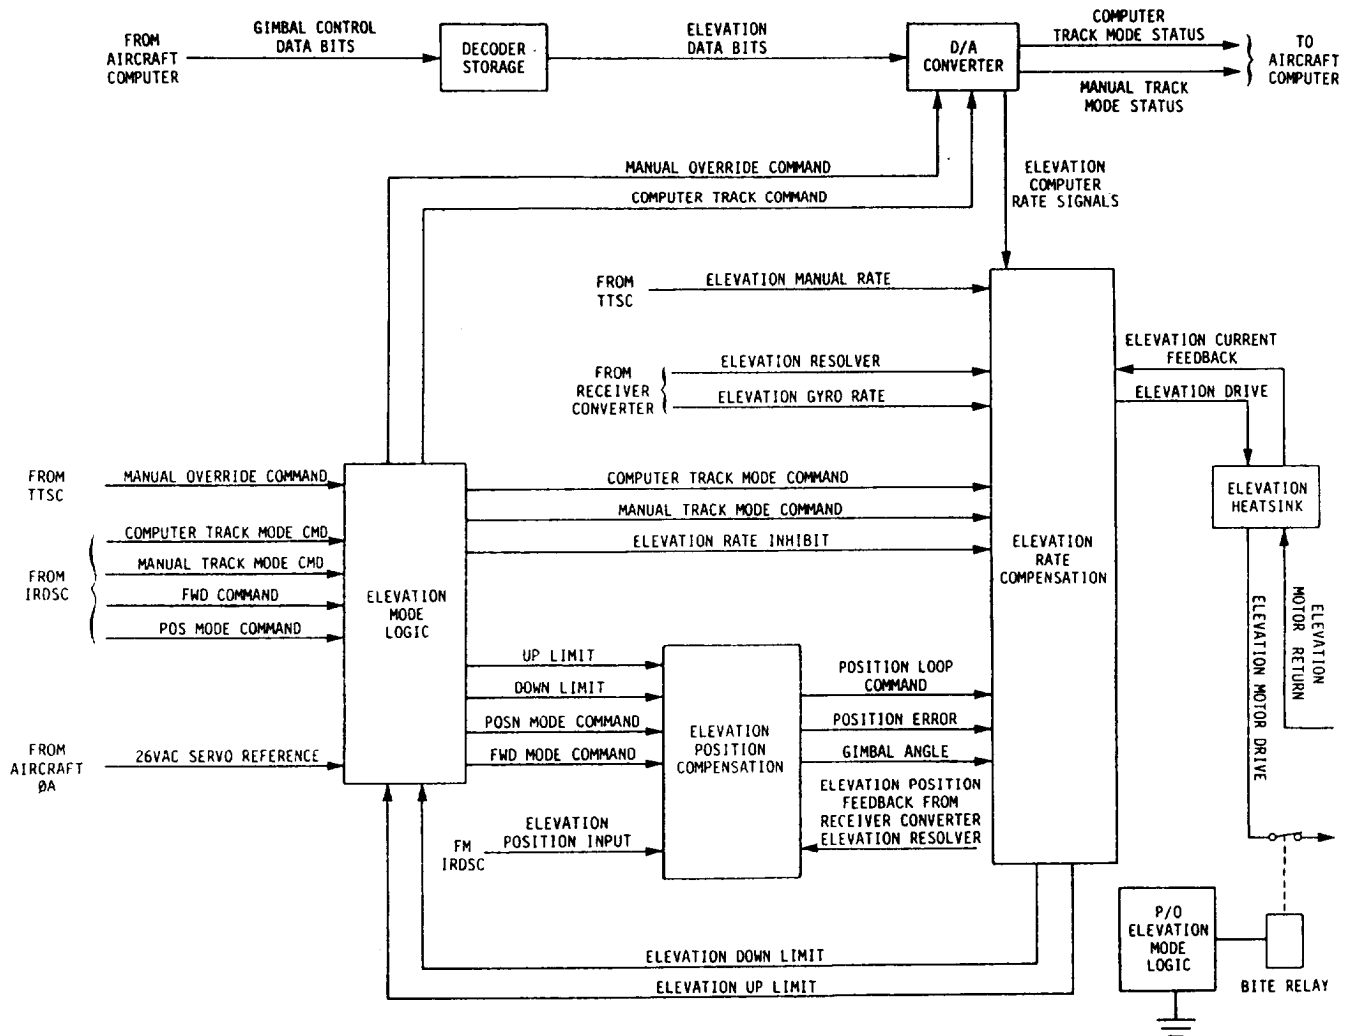 FROM
AIRCRAFT
COMPUTER
GIMBAL CONTROL
DATA BITS
DECODER
STORAGE
ELEVATION
DATA BITS
D/A
CONVERTER
COMPUTER
TRACK MODE STATUS
MANUAL TRACK
MODE STATUS
TO
AIRCRAFT
COMPUTER
MANUAL OVERRIDE COMMAND
COMPUTER TRACK COMMAND
ELEVATION
COMPUTER
RATE SIGNALS
FROM
TTSC
ELEVATION MANUAL RATE
FROM
RECEIVER
CONVERTER
ELEVATION RESOLVER
ELEVATION GYRO RATE
ELEVATION CURRENT
FEEDBACK
ELEVATION DRIVE
ELEVATION
HEATSINK
FROM
TTSC
MANUAL OVERRIDE COMMAND
FROM
IRDSC
COMPUTER TRACK MODE CMD
MANUAL TRACK MODE CMD
FWD COMMAND
POS MODE COMMAND
FROM
AIRCRAFT
ØA
26VAC SERVO REFERENCE
ELEVATION
MODE
LOGIC
COMPUTER TRACK MODE COMMAND
MANUAL TRACK MODE COMMAND
ELEVATION RATE INHIBIT
ELEVATION
RATE
COMPENSATION
UP LIMIT
DOWN LIMIT
POSN MODE COMMAND
FWD MODE COMMAND
ELEVATION
POSITION
COMPENSATION
POSITION LOOP
COMMAND
POSITION ERROR
GIMBAL ANGLE
ELEVATION POSITION
FEEDBACK FROM
RECEIVER CONVERTER
ELEVATION RESOLVER
FM
IRDSC
ELEVATION
POSITION INPUT
ELEVATION MOTOR DRIVE
ELEVATION
MOTOR RETURN
ELEVATION DOWN LIMIT
ELEVATION UP LIMIT
P/O
ELEVATION
MODE
LOGIC
BITE RELAY